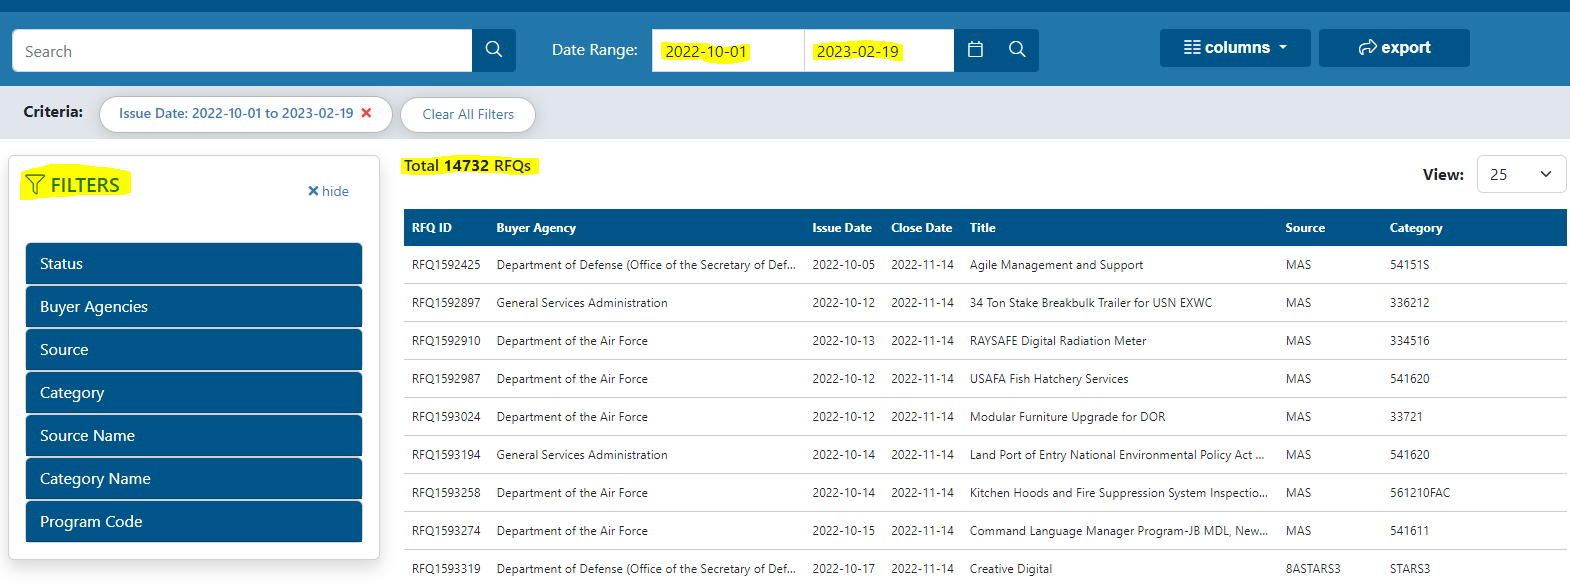 Search Date Range: 2022-10-01 2023-02-19 columns export
Criteria: Issue Date: 2022-10-01 to 2023-02-19 Clear All Filters
FILTERS
hide
Status
Buyer Agencies
Source
Category
Source Name
Category Name
Program Code
Total 14732 RFQs
View: 25
RFQ ID Buyer Agency Issue Date Close Date Title Source Category
RFQ1592425 Department of Defense (Office of the Secretary of Def... 2022-10-05 2022-11-14 Agile Management and Support MAS 54151S
RFQ1592897 General Services Administration 2022-10-12 2022-11-14 34 Ton Stake Breakbulk Trailer for USN EXWC MAS 336212
RFQ1592910 Department of the Air Force 2022-10-13 2022-11-14 RAYSAFE Digital Radiation Meter MAS 334516
RFQ1592987 Department of the Air Force 2022-10-12 2022-11-14 USAFA Fish Hatchery Services MAS 541620
RFQ1593024 Department of the Air Force 2022-10-12 2022-11-14 Modular Furniture Upgrade for DOR MAS 33721
RFQ1593194 General Services Administration 2022-10-14 2022-11-14 Land Port of Entry National Environmental Policy Act ... MAS 541620
RFQ1593258 Department of the Air Force 2022-10-14 2022-11-14 Kitchen Hoods and Fire Suppression System Inspectio... MAS 561210FAC
RFQ1593274 Department of the Air Force 2022-10-15 2022-11-14 Command Language Manager Program-JB MDL, New... MAS 541611
RFQ1593319 Department of Defense (Office of the Secretary of Def... 2022-10-17 2022-11-14 Creative Digital 8ASTARS3 STARS3